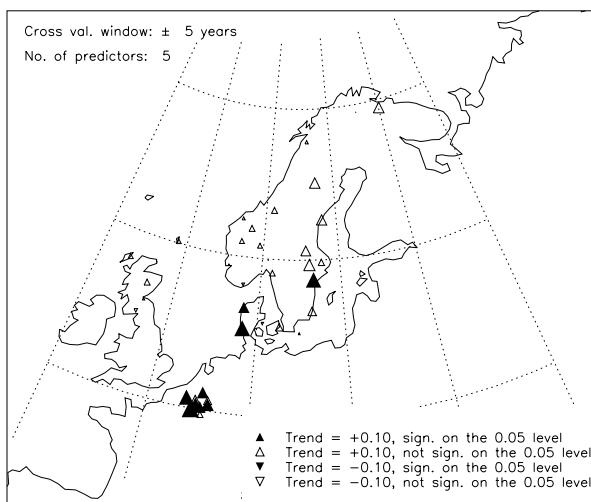 Cross val. window: ± 5 years
No. of predictors: 5
Trend = +0.10, sign. on the 0.05 level
Trend = +0.10, not sign. on the 0.05 level
Trend = −0.10, sign. on the 0.05 level
Trend = −0.10, not sign. on the 0.05 level